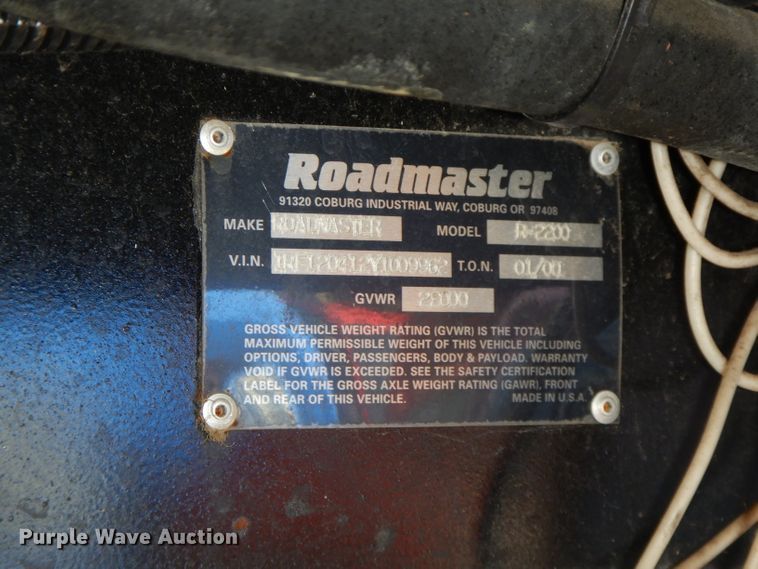 Roadmaster
91320 COBURG INDUSTRIAL WAY, COBURG OR 97408
MAKE ROADMASTER MODEL R-2200
V.I.N. T.O.N. 01/00
GVWR
GROSS VEHICLE WEIGHT RATING (GVWR) IS THE TOTAL
MAXIMUM PERMISSIBLE WEIGHT OF THIS VEHICLE INCLUDING
OPTIONS, DRIVER, PASSENGERS, BODY & PAYLOAD. WARRANTY
VOID IF GVWR IS EXCEEDED. SEE THE SAFETY CERTIFICATION
LABEL FOR THE GROSS AXLE WEIGHT RATING (GAWR), FRONT
AND REAR OF THIS VEHICLE. MADE IN U.S.A.
Purple Wave Auction